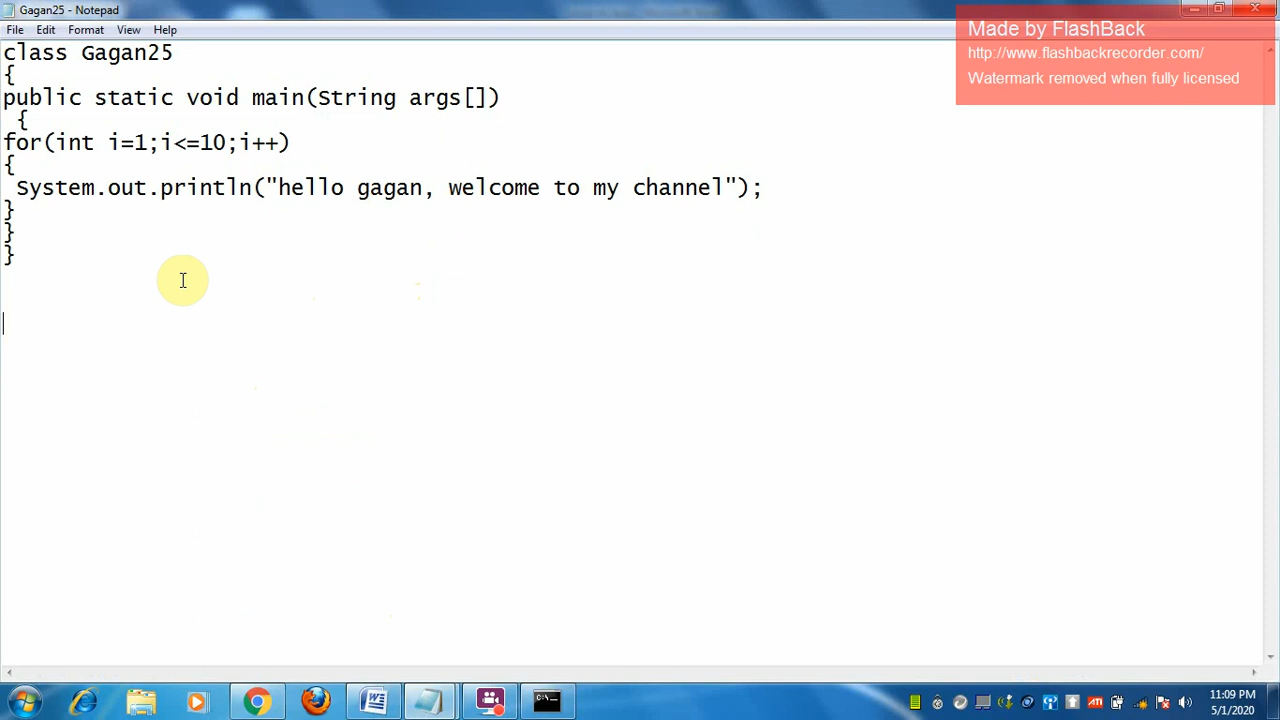 Gagan25 - Notepad
File Edit Format View Help
Made by FlashBack
http://www.flashbackrecorder.com/
Watermark removed when fully licensed
class Gagan25
{
public static void main(String args[])
{
for(int i=1;i<=10;i++)
{
System.out.println("hello gagan, welcome to my channel");
}
}
}
11:09 PM
5/1/2020